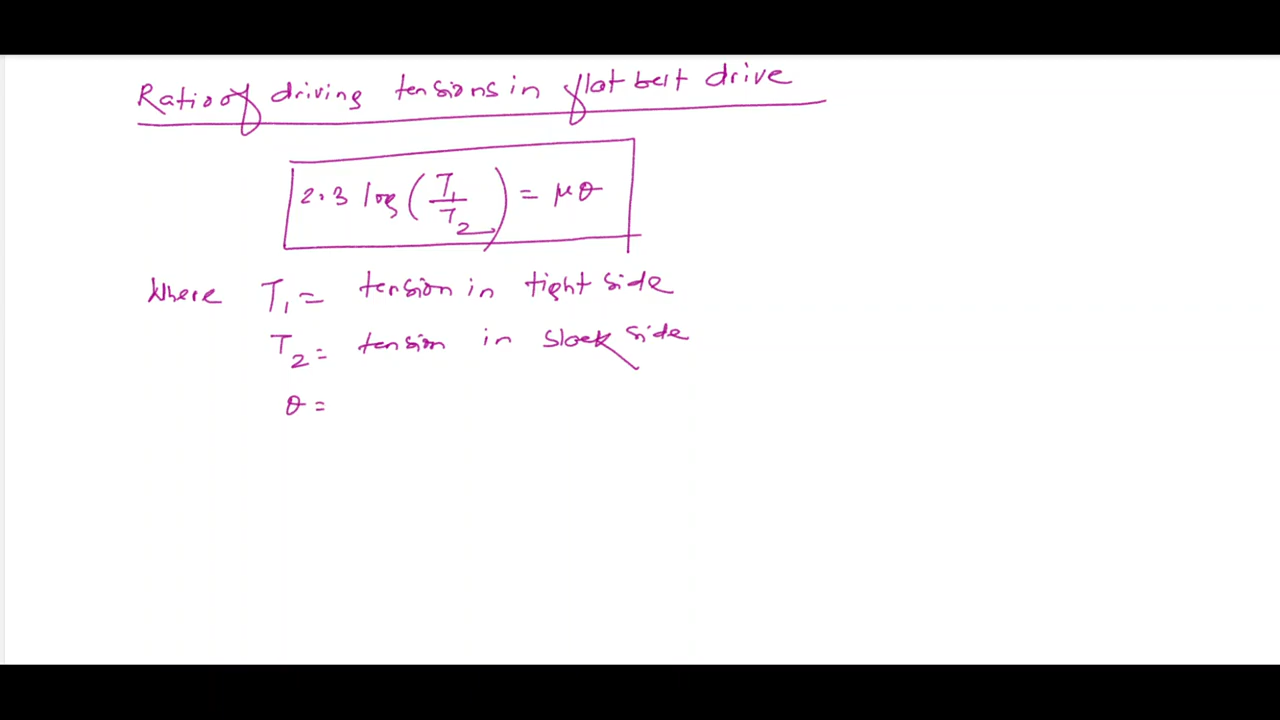 Ratio of driving tensions in flat belt drive
2.3 log (T₁/T₂) = μθ
Where T₁ = tension in tight side
T₂ = tension in slack side
θ =